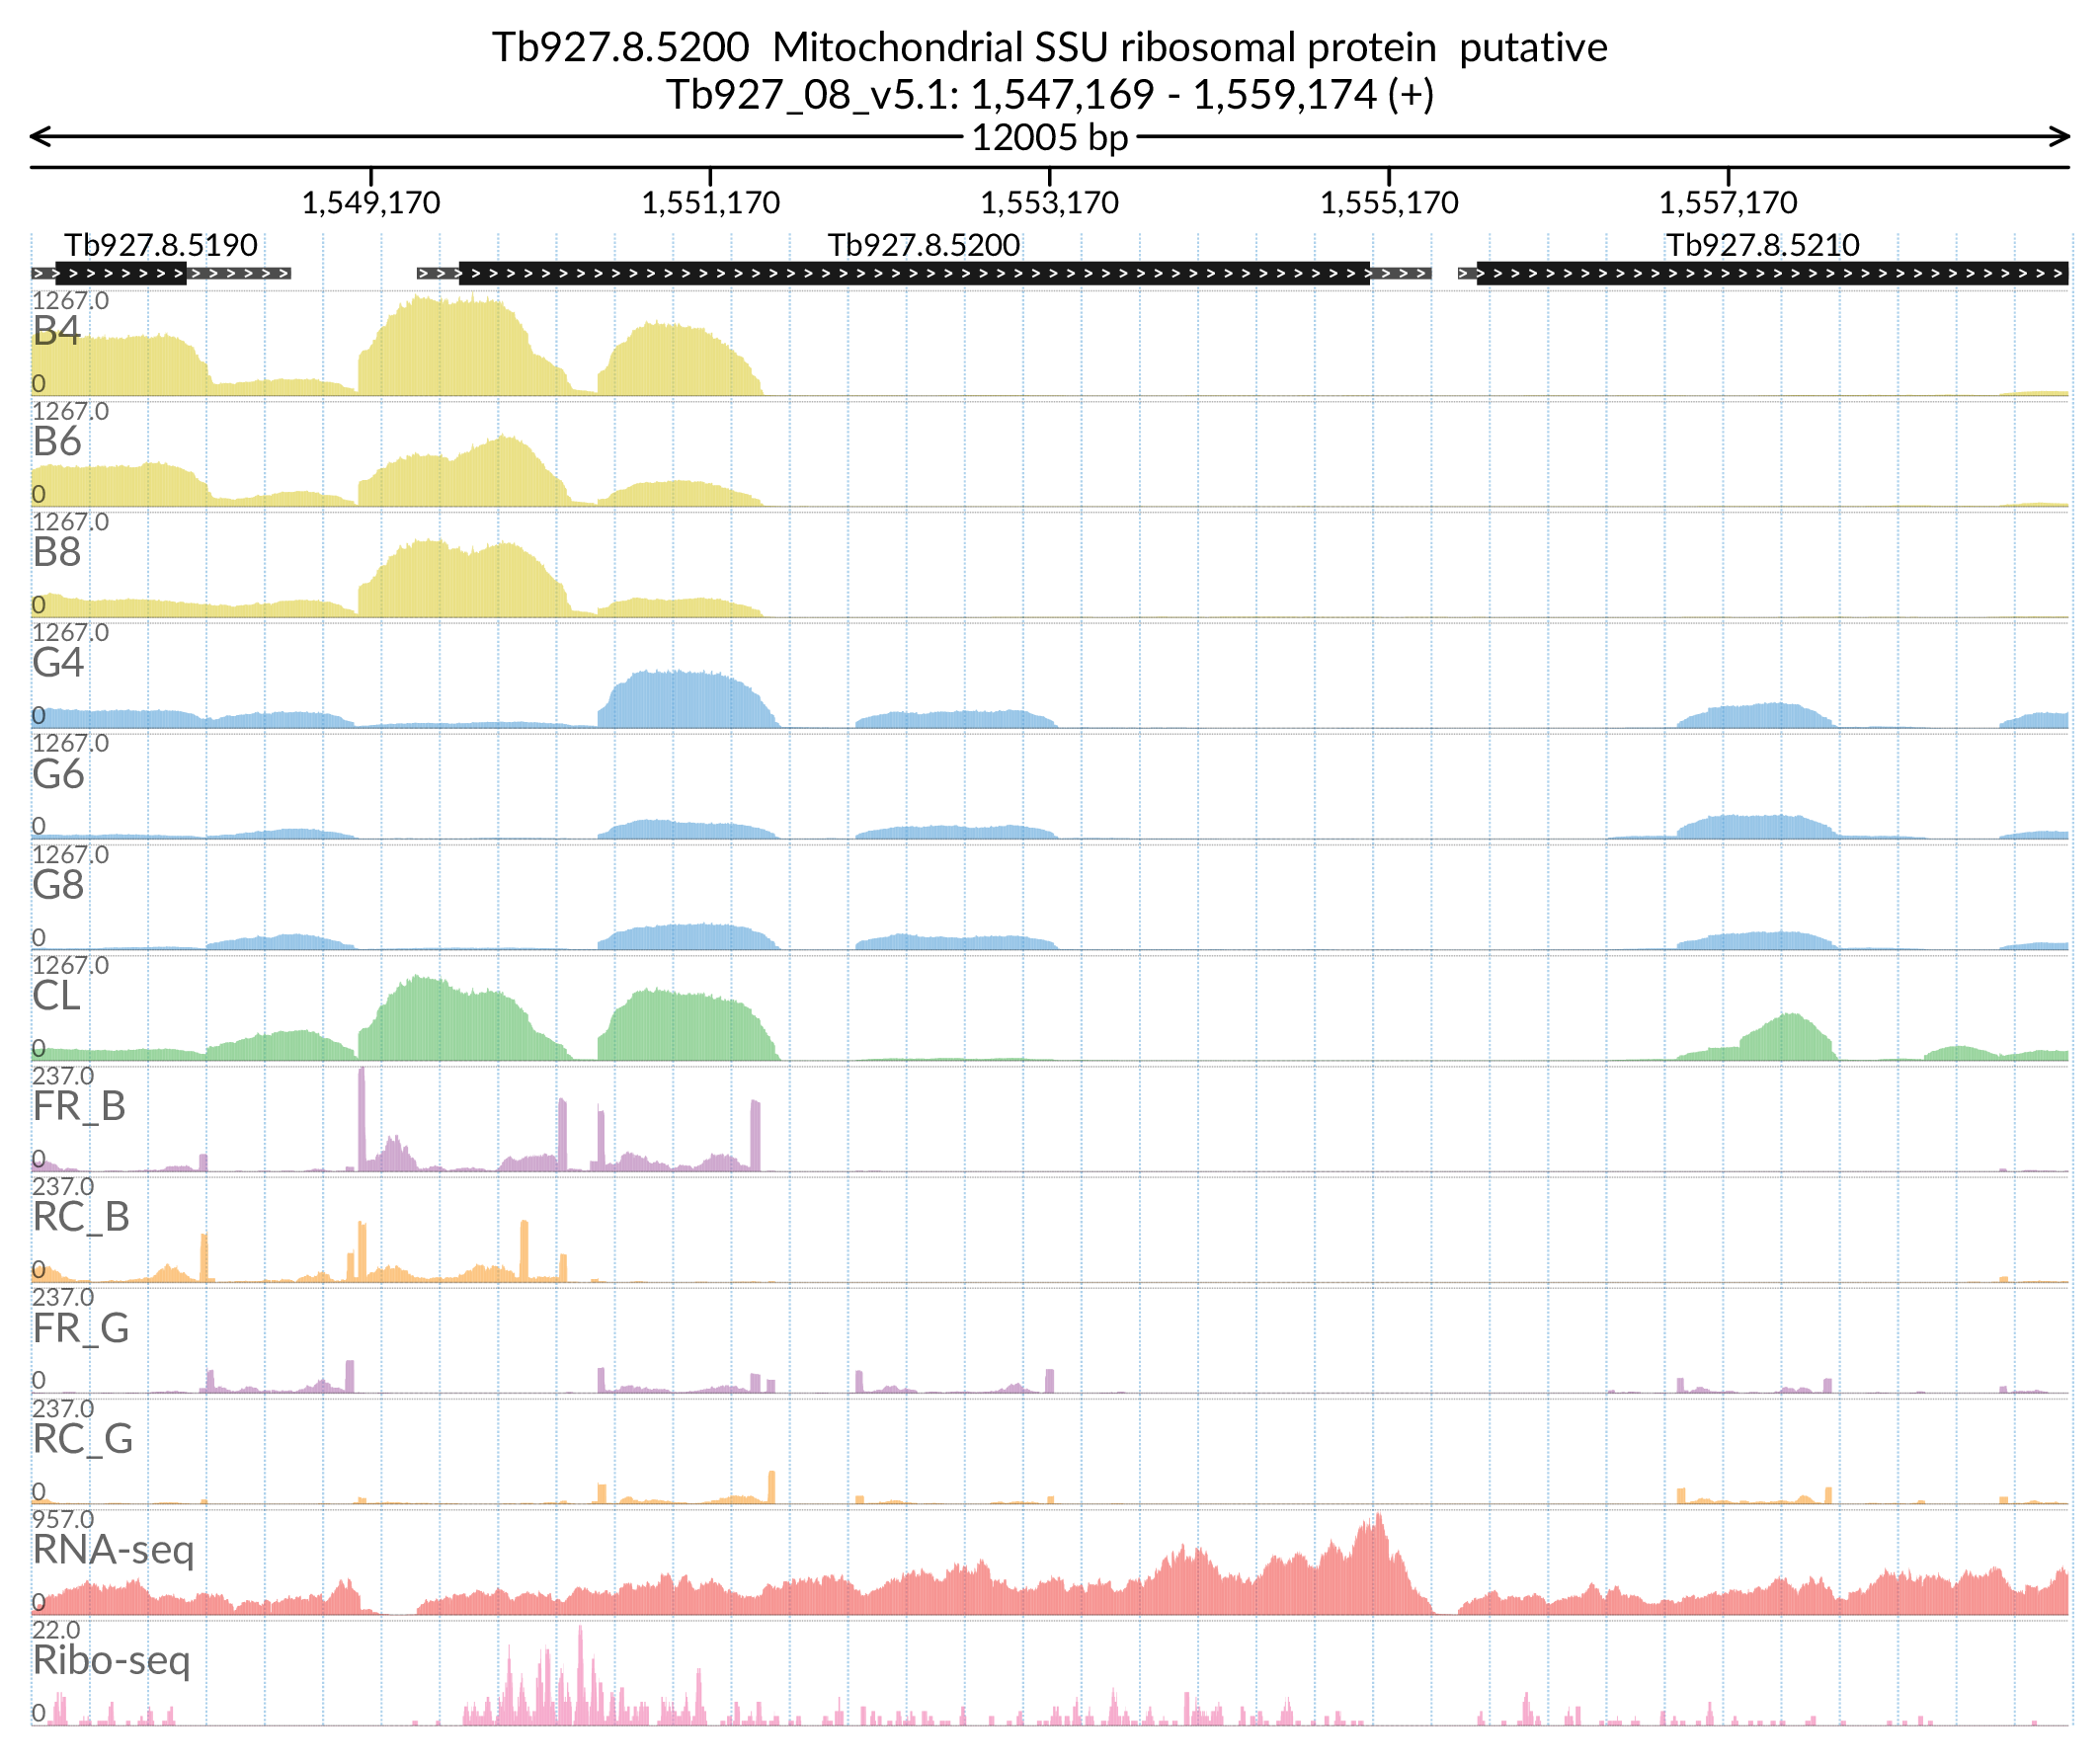 Tb927.8.5200 Mitochondrial SSU ribosomal protein putative
Tb927_08_v5.1: 1,547,169 - 1,559,174 (+)
12005 bp
1,549,170 1,551,170 1,553,170 1,555,170 1,557,170
Tb927.8.5190 Tb927.8.5200 Tb927.8.5210
1267.0
B4
0
1267.0
B6
0
1267.0
B8
0
1267.0
G4
0
1267.0
G6
0
1267.0
G8
0
1267.0
CL
0
237.0
FR_B
0
237.0
RC_B
0
237.0
FR_G
0
237.0
RC_G
0
957.0
RNA-seq
0
22.0
Ribo-seq
0